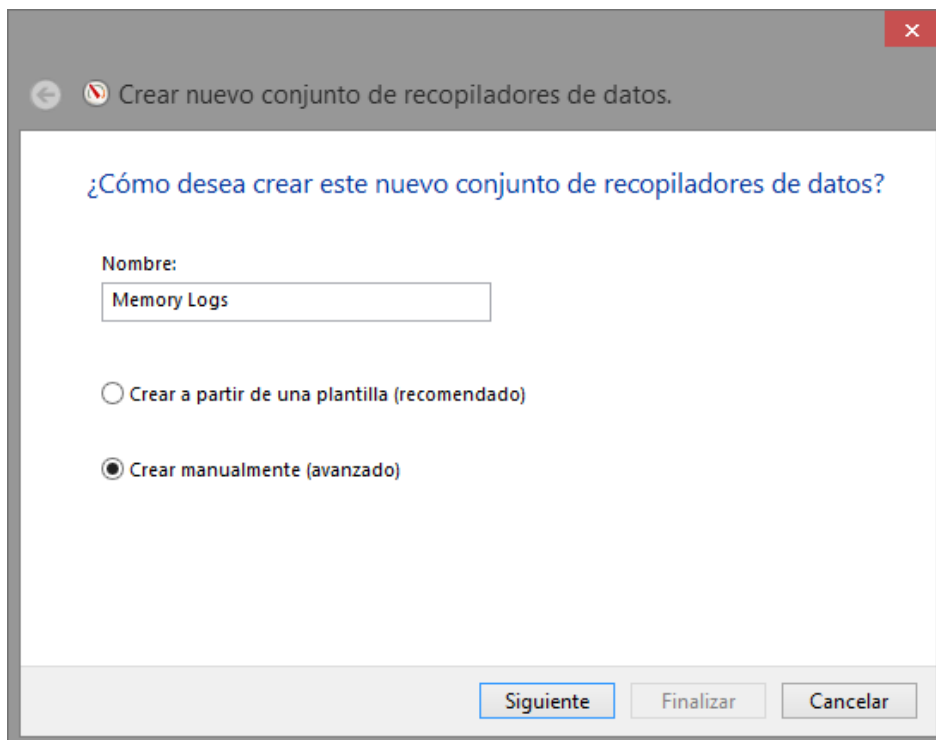 Crear nuevo conjunto de recopiladores de datos.
¿Cómo desea crear este nuevo conjunto de recopiladores de datos?
Nombre:
Memory Logs
Crear a partir de una plantilla (recomendado)
Crear manualmente (avanzado)
Siguiente Finalizar Cancelar